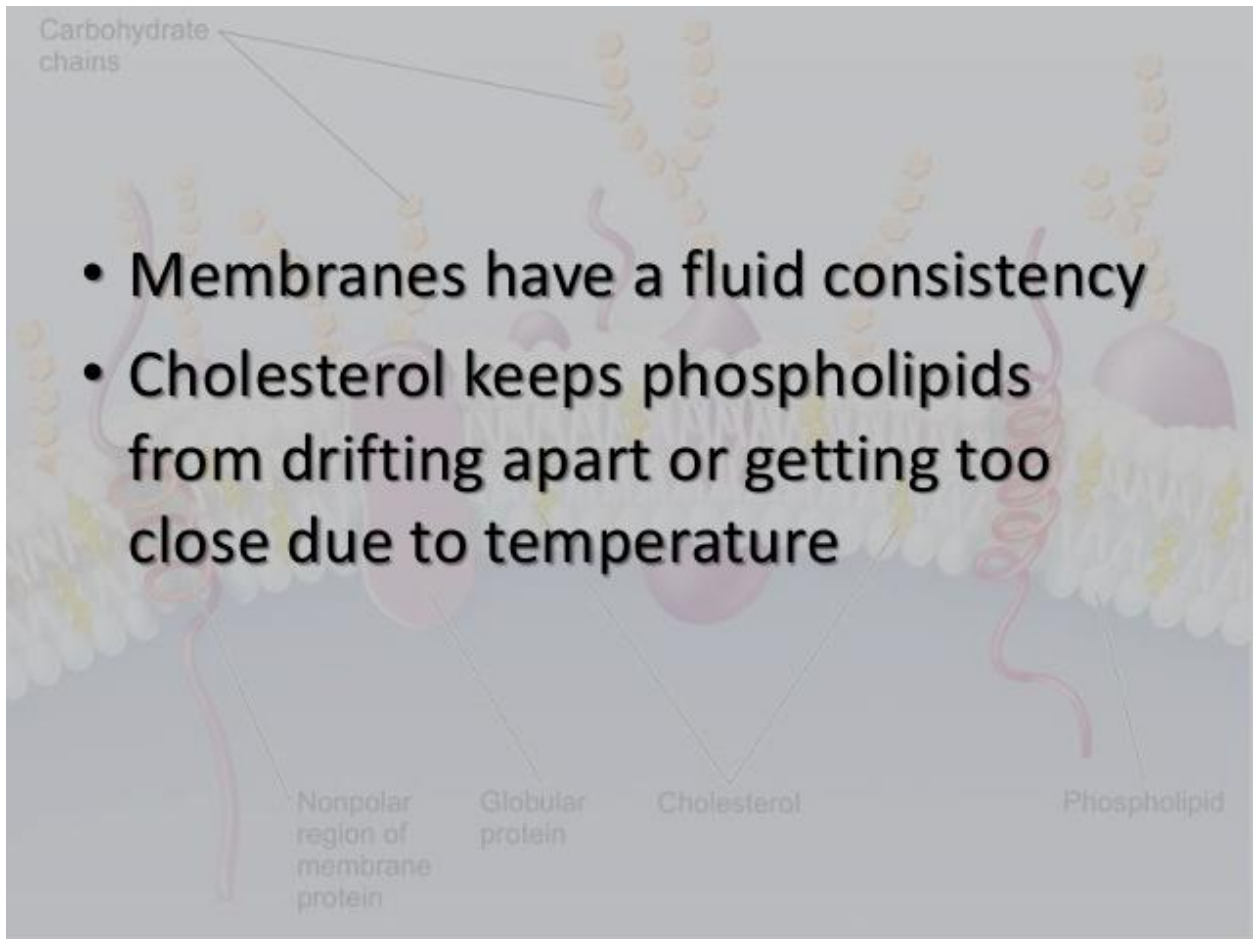 Carbohydrate
chains
• Membranes have a fluid consistency
• Cholesterol keeps phospholipids
from drifting apart or getting too
close due to temperature
Nonpolar
region of
membrane
protein
Globular
protein
Cholesterol
Phospholipid